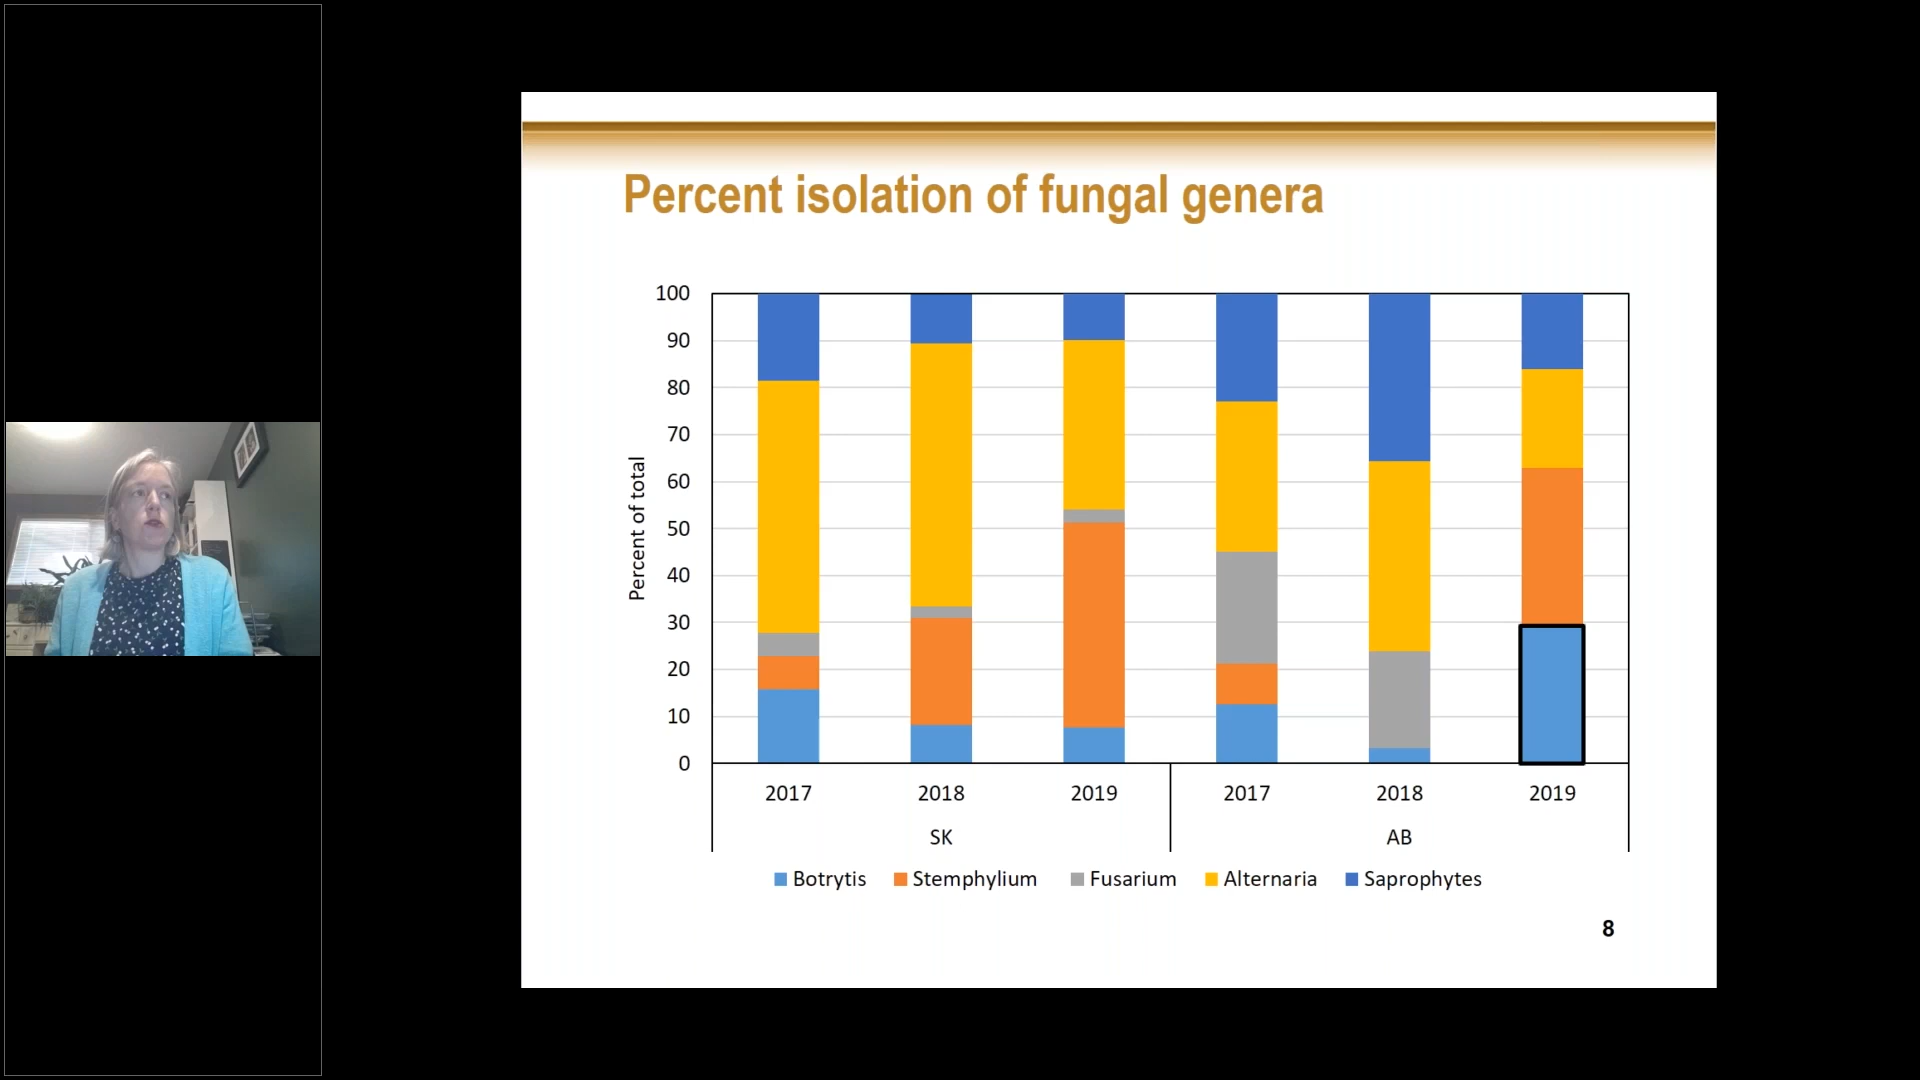 Percent isolation of fungal genera
Percent of total
100
90
80
70
60
50
40
30
20
10
0
2017 2018 2019 2017 2018 2019
SK AB
Botrytis Stemphylium Fusarium Alternaria Saprophytes
8